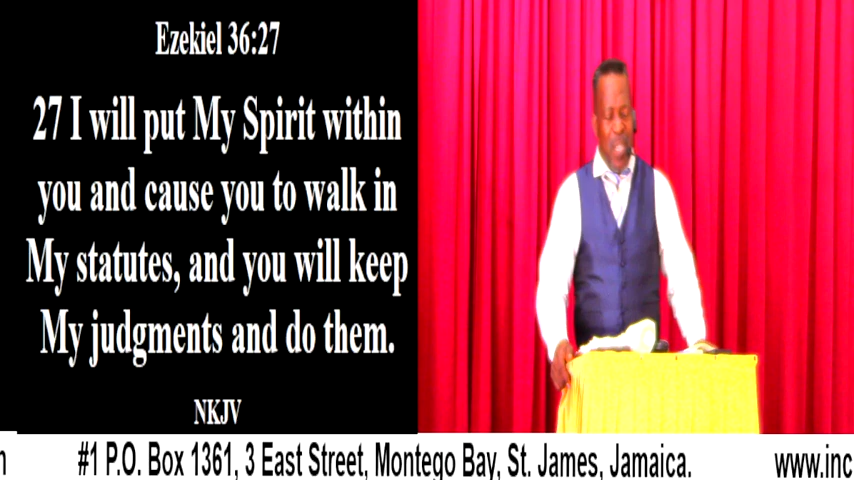 Ezekiel 36:27
27 I will put My Spirit within
you and cause you to walk in
My statutes, and you will keep
My judgments and do them.
NKJV
#1 P.O. Box 1361, 3 East Street, Montego Bay, St. James, Jamaica. www.inc